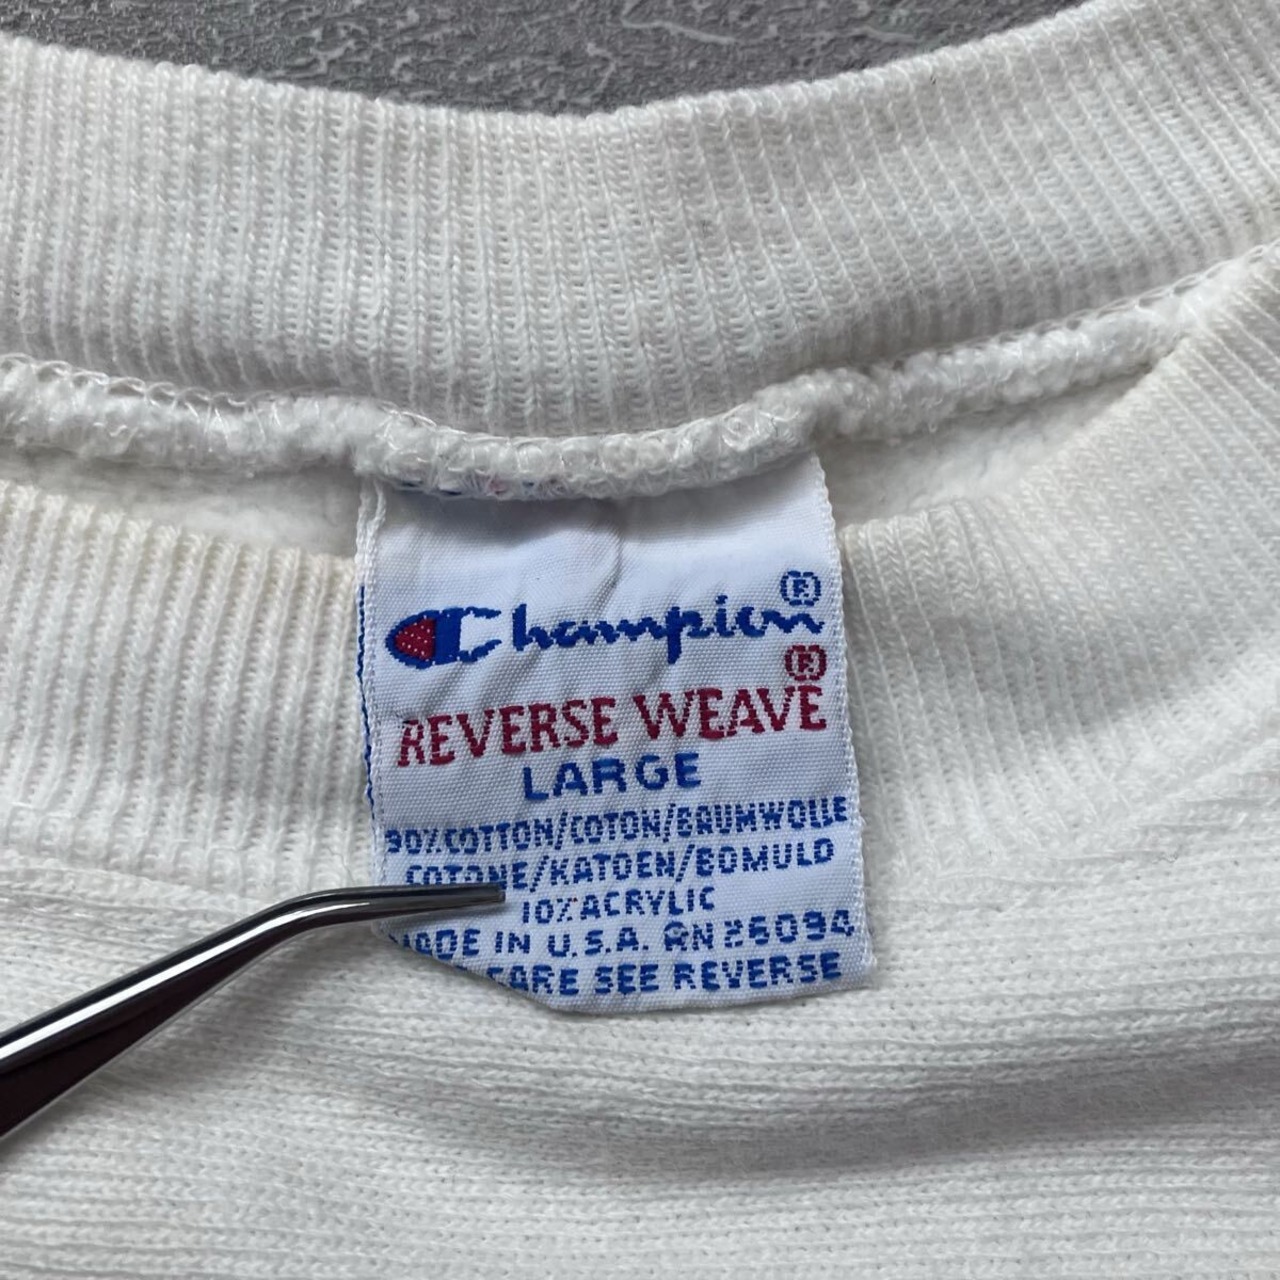 Champion®
REVERSE WEAVE®
LARGE
90% COTTON/COTON/BAUMWOLLE
COTONE/KATOEN/BOMULD
10% ACRYLIC
MADE IN U.S.A. RN 26094
CARE SEE REVERSE